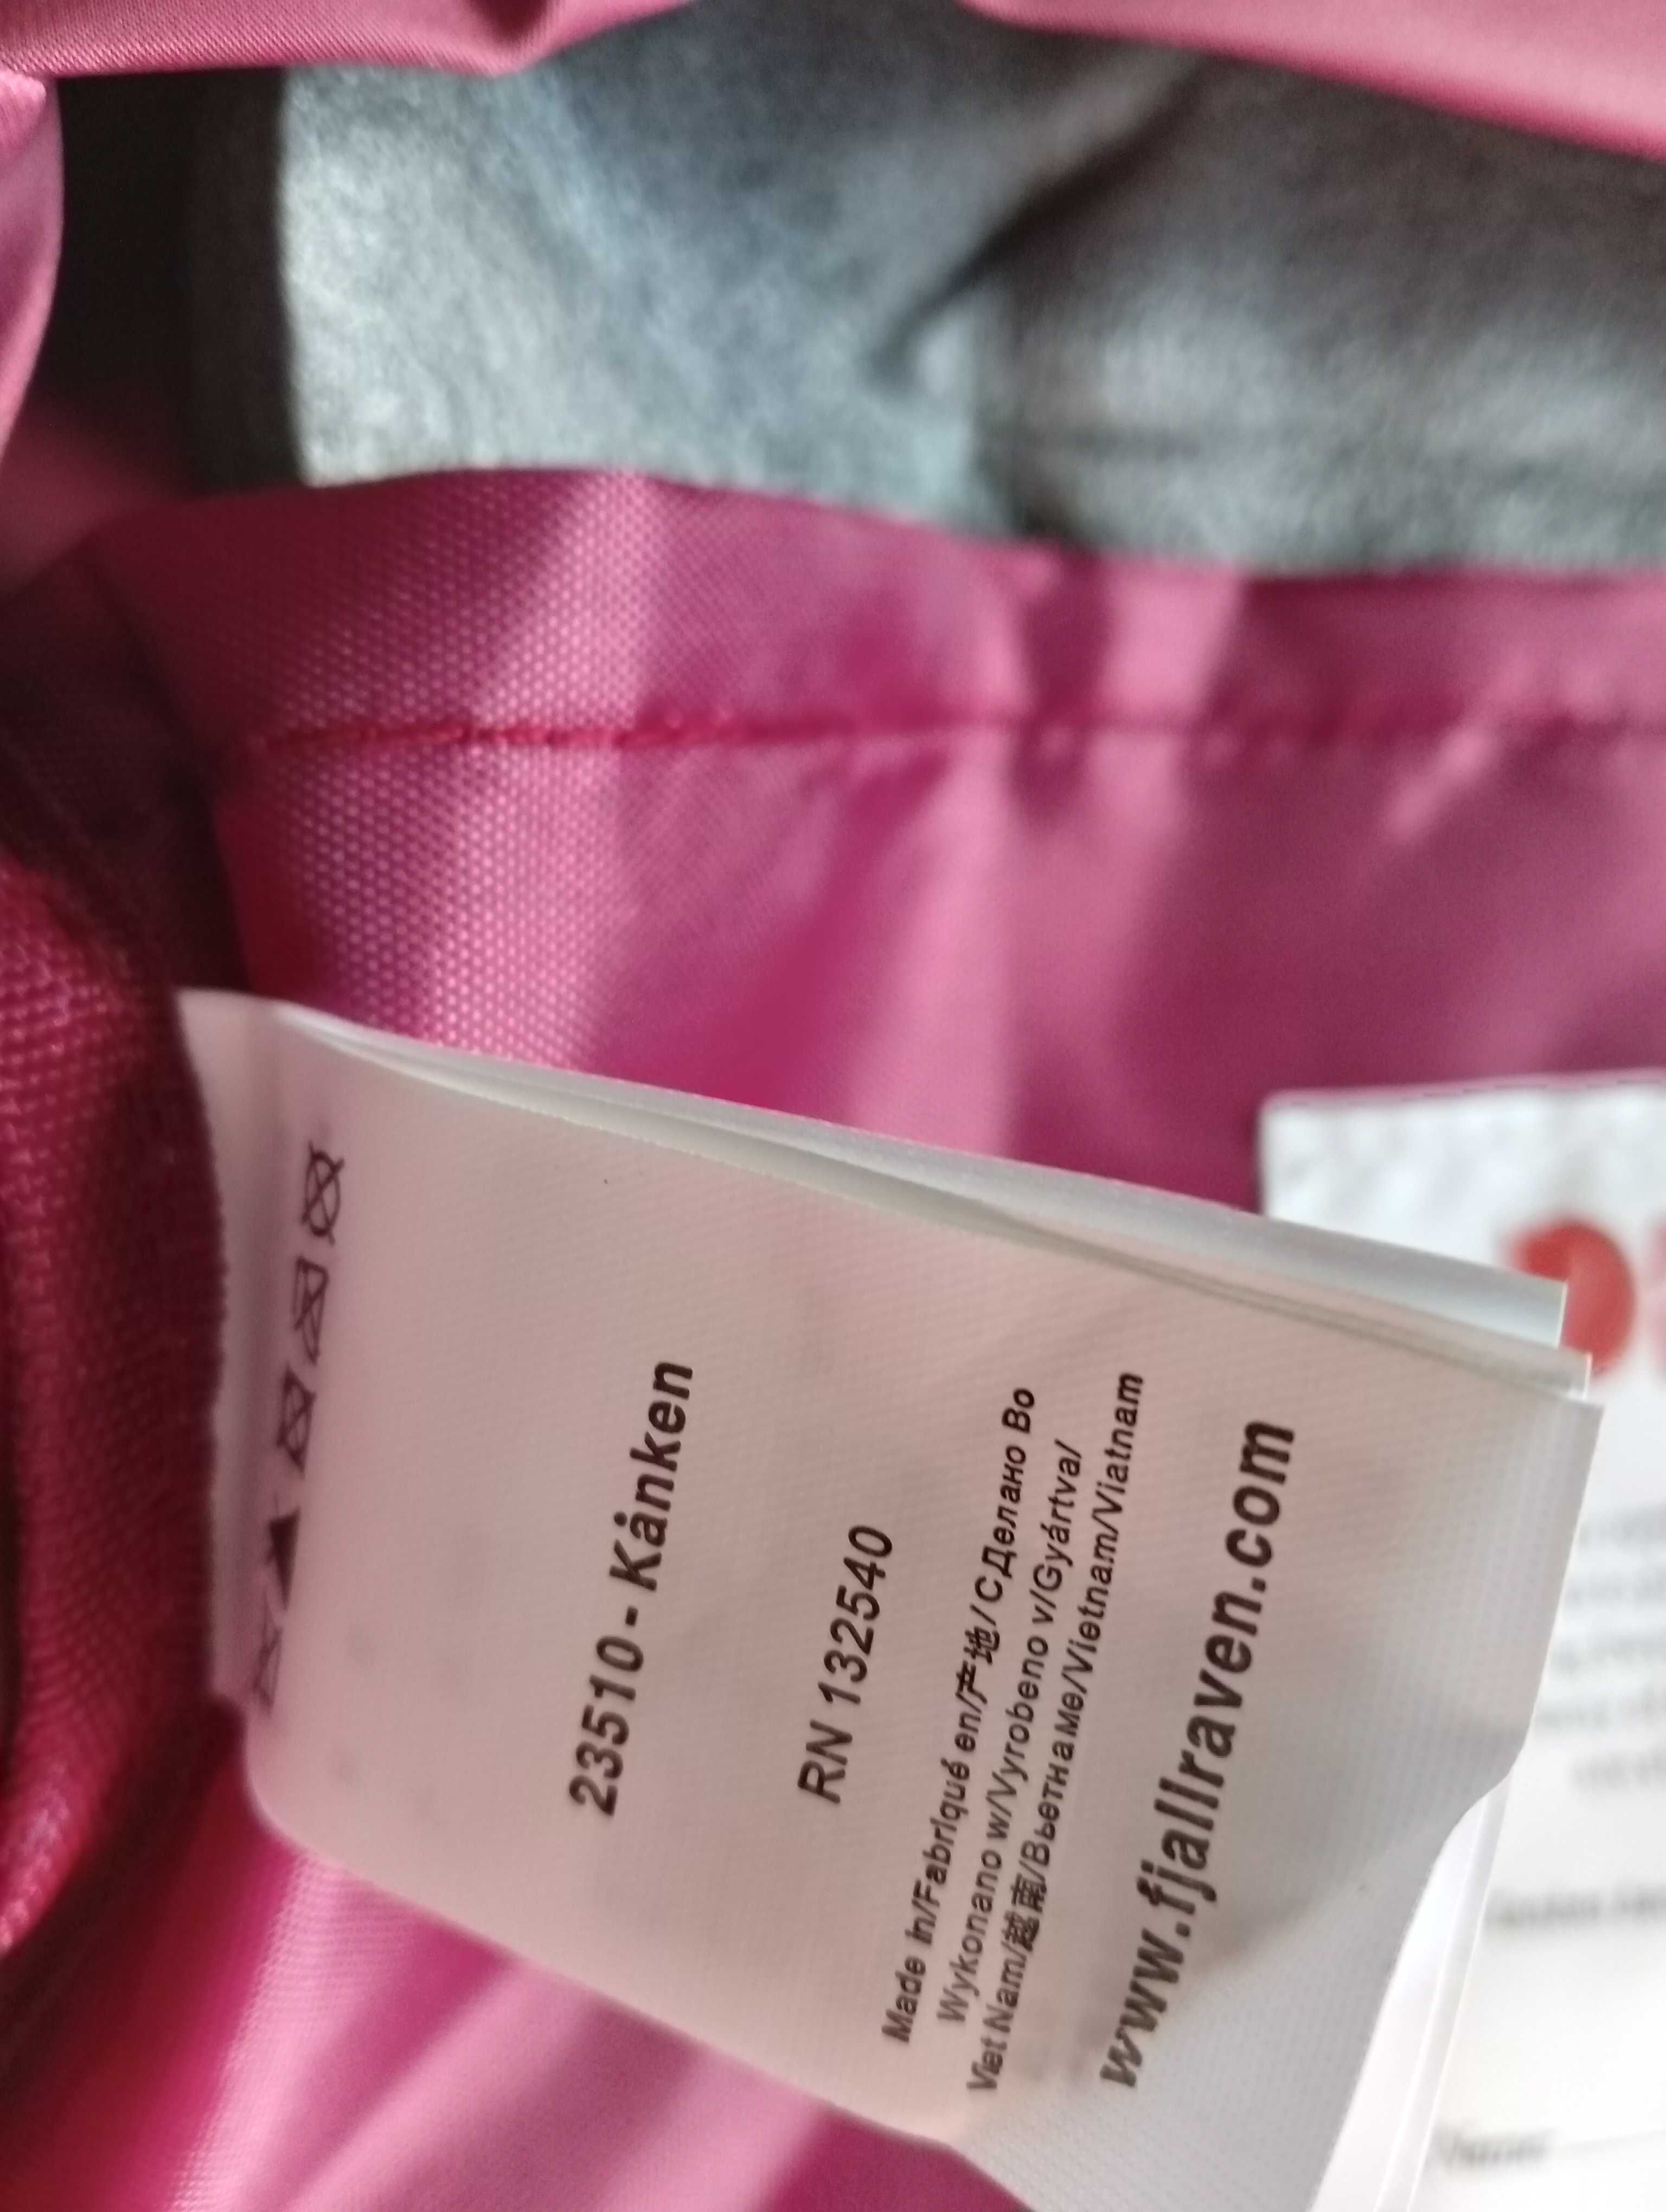 23510 - Kånken
RN 132540
Made in/Fabriqué en/产地/СДелано Во
Wykonano w/Vyrobeno v/Gyártva/
Viet Nam/越南/Вьетнаме/Vietnam/Viatnam
www.fjallraven.com